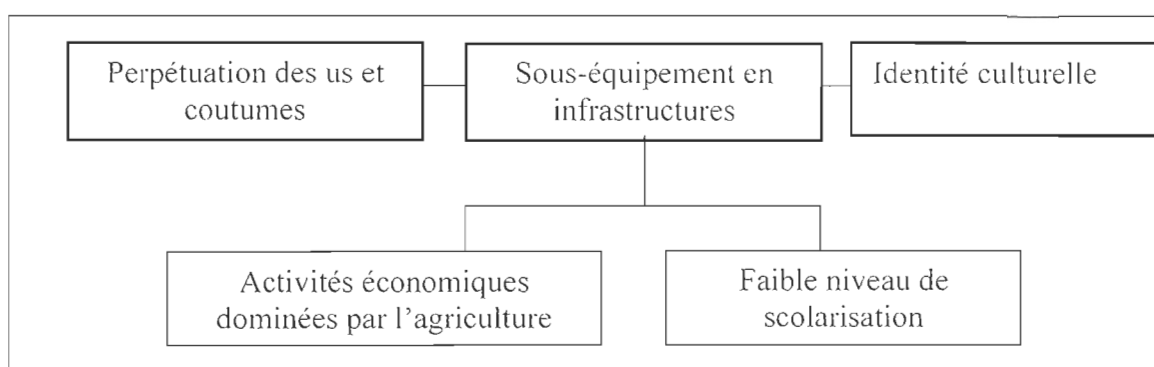 Perpétuation des us et
coutumes
Sous-équipement en
infrastructures
Identité culturelle
Activités économiques
dominées par l'agriculture
Faible niveau de
scolarisation